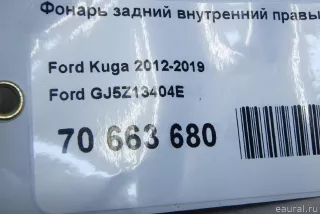 Фонарь задний внутренний правы
Ford Kuga 2012-2019
Ford GJ5Z13404E
70 663 680
eaural.ru